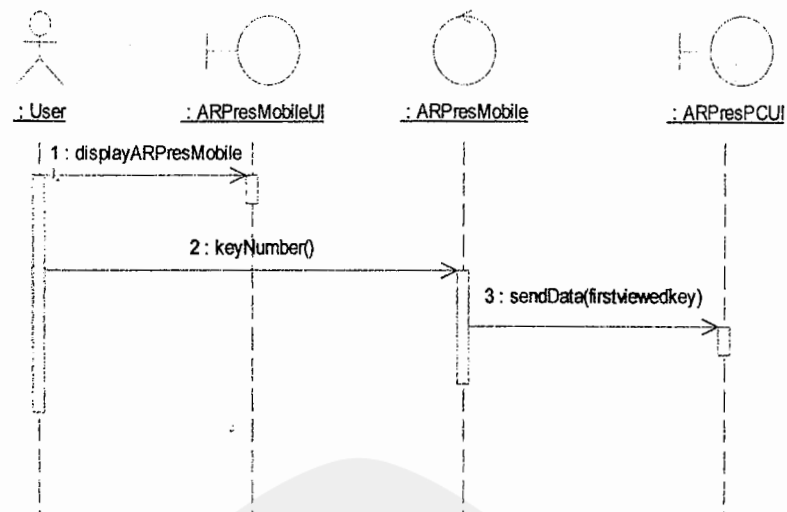 : User
: ARPresMobileUI
: ARPresMobile
: ARPresPCUI
1 : displayARPresMobile
2 : keyNumber()
3 : sendData(firstviewedkey)